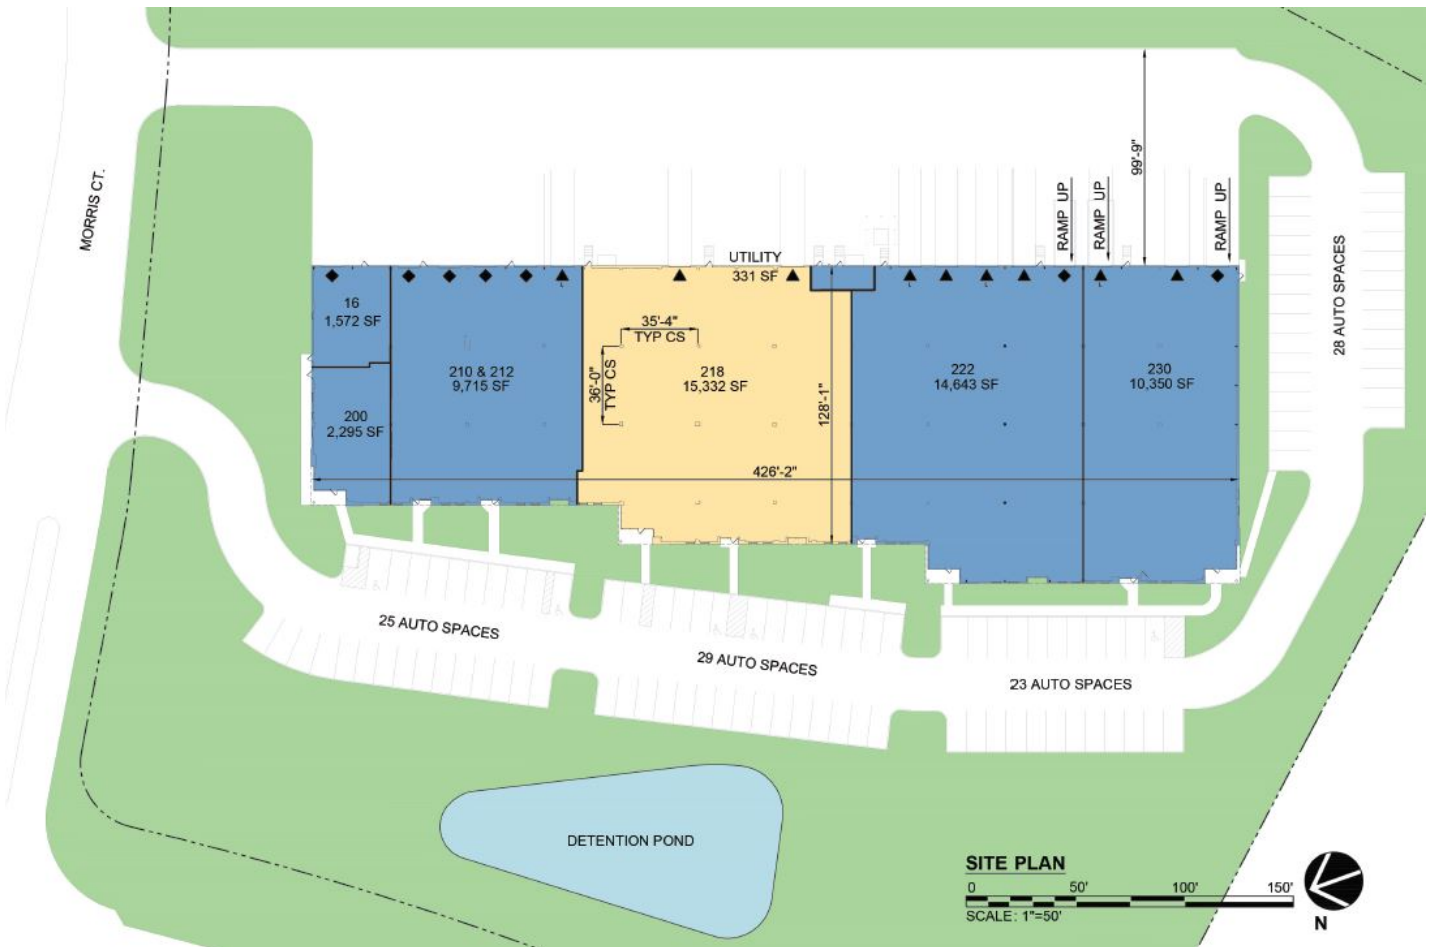 MORRIS CT.
99'-9"
RAMP UP
RAMP UP
RAMP UP
28 AUTO SPACES
UTILITY
331 SF
16
1,572 SF
200
2,295 SF
210 & 212
9,715 SF
35'-4"
TYP CS
36'-0"
TYP CS
218
15,332 SF
128'-1"
426'-2"
222
14,643 SF
230
10,350 SF
25 AUTO SPACES
29 AUTO SPACES
23 AUTO SPACES
DETENTION POND
SITE PLAN
0 50' 100' 150'
SCALE: 1"=50'
N